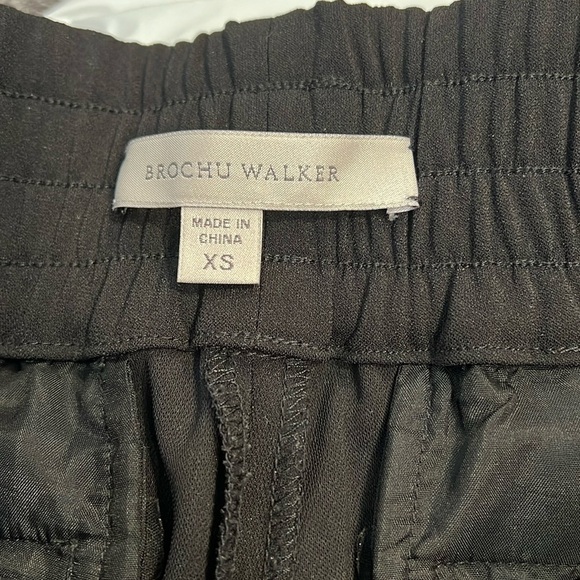 BROCHU WALKER
MADE IN
CHINA
XS